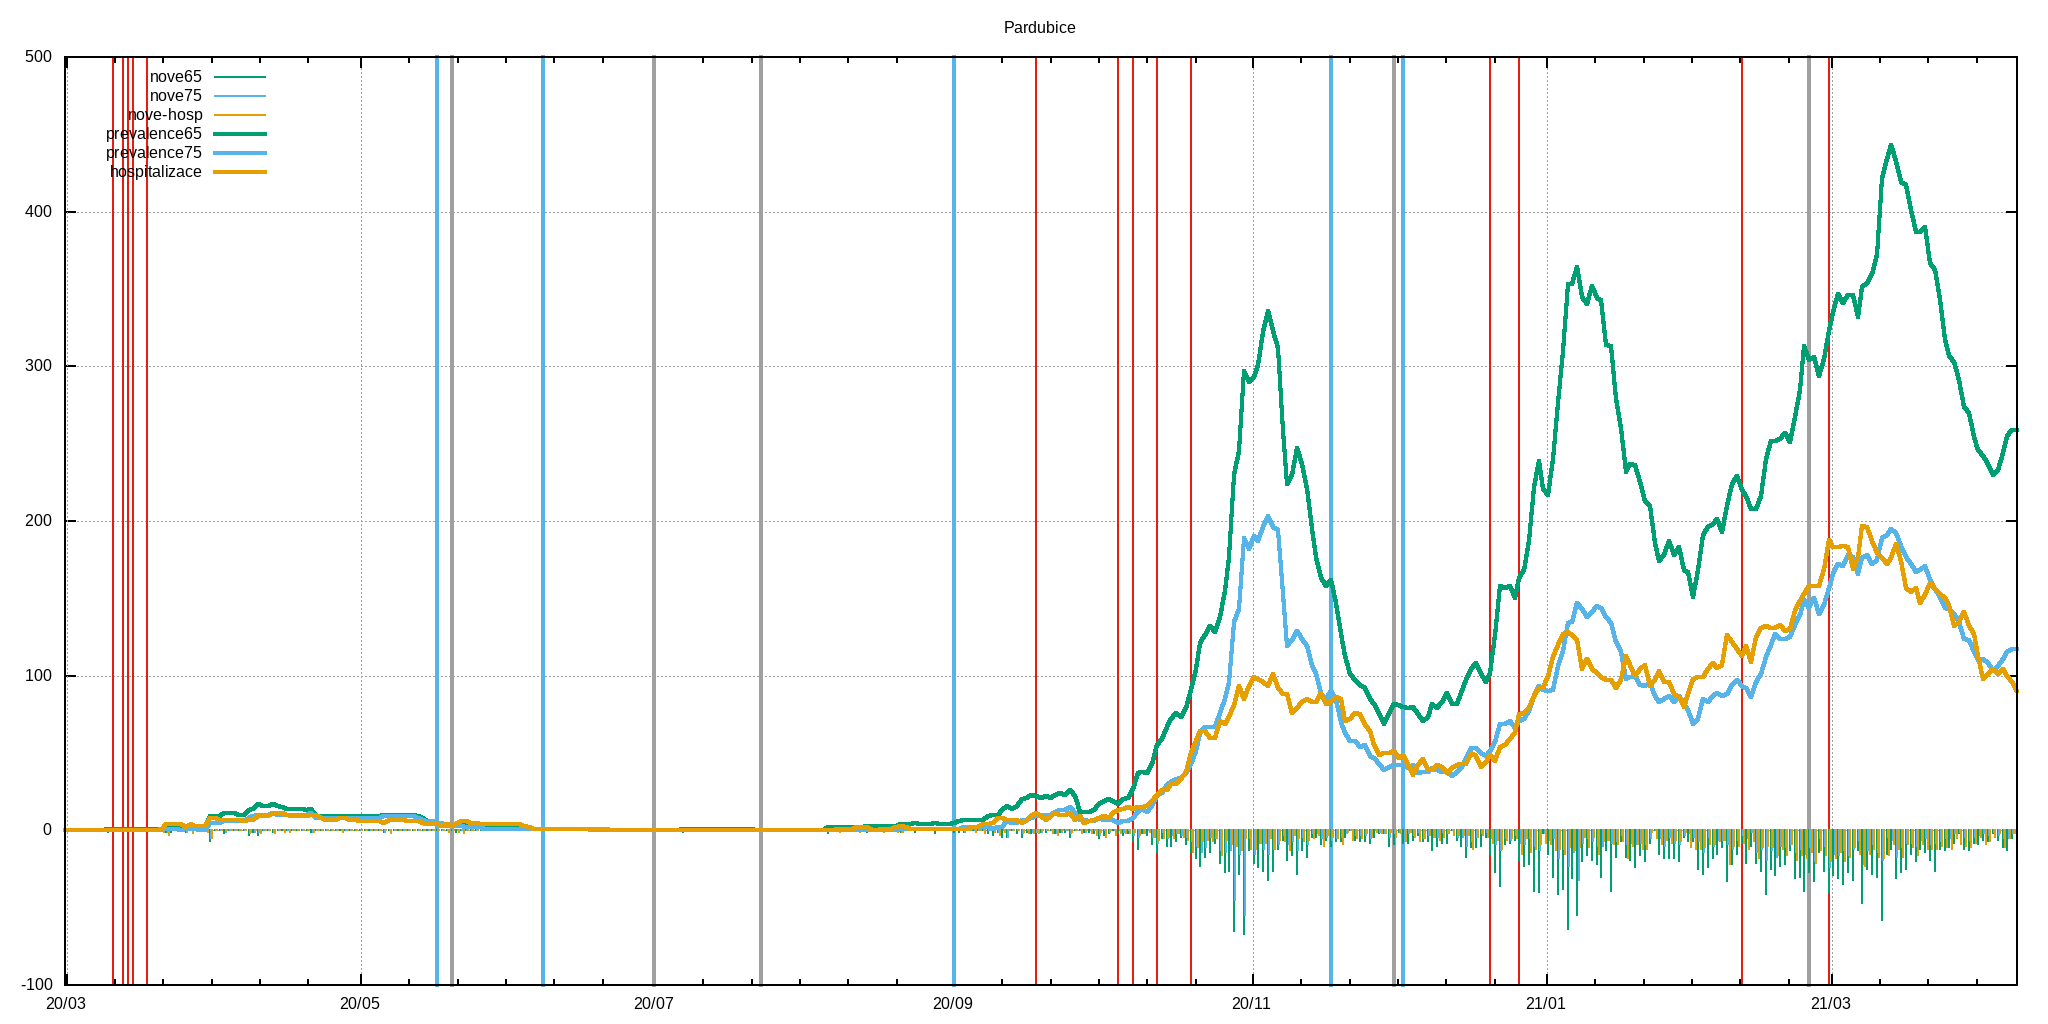 Pardubice
500
400
300
200
100
0
-100
nove65
nove75
nove-hosp
prevalence65
prevalence75
hospitalizace
20/03 20/05 20/07 20/09 20/11 21/01 21/03